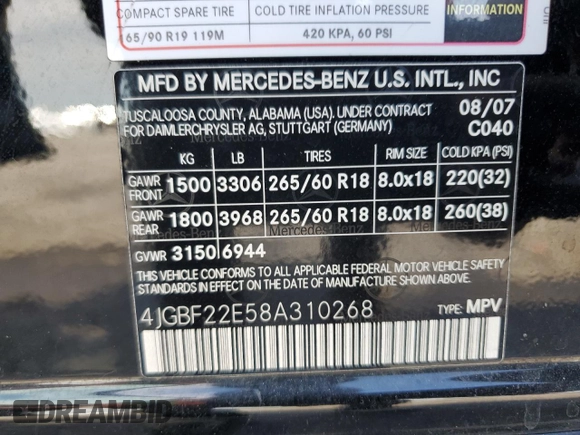 COMPACT SPARE TIRE COLD TIRE INFLATION PRESSURE INFORMATION
165/90 R19 119M 420 KPA, 60 PSI
MFD BY MERCEDES-BENZ U.S. INTL., INC
TUSCALOOSA COUNTY, ALABAMA (USA). UNDER CONTRACT 08/07
FOR DAIMLERCHRYSLER AG, STUTTGART (GERMANY) C040
KG LB TIRES RIM SIZE COLD KPA (PSI)
GAWR FRONT 1500 3306 265/60 R18 8.0x18 220(32)
GAWR REAR 1800 3968 265/60 R18 8.0x18 260(38)
Mercedes-Benz
GVWR 3150 6944
THIS VEHICLE CONFORMS TO ALL APPLICABLE FEDERAL MOTOR VEHICLE SAFETY
STANDARDS IN EFFECT ON THE DATE OF MANUFACTURE SHOWN ABOVE.
4JGBF22E58A310268 TYPE: MPV
DREAMBID